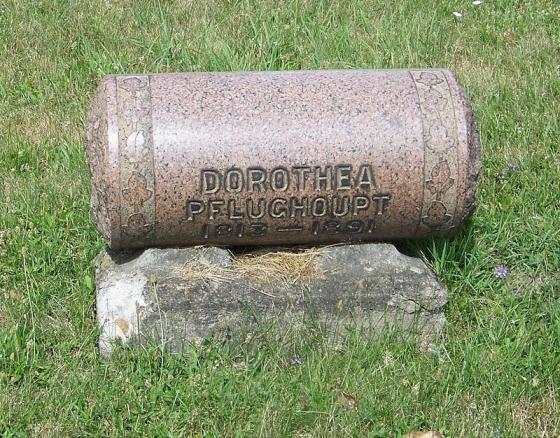 DOROTHEA
PFLUGHOUPT
1813 — 1891